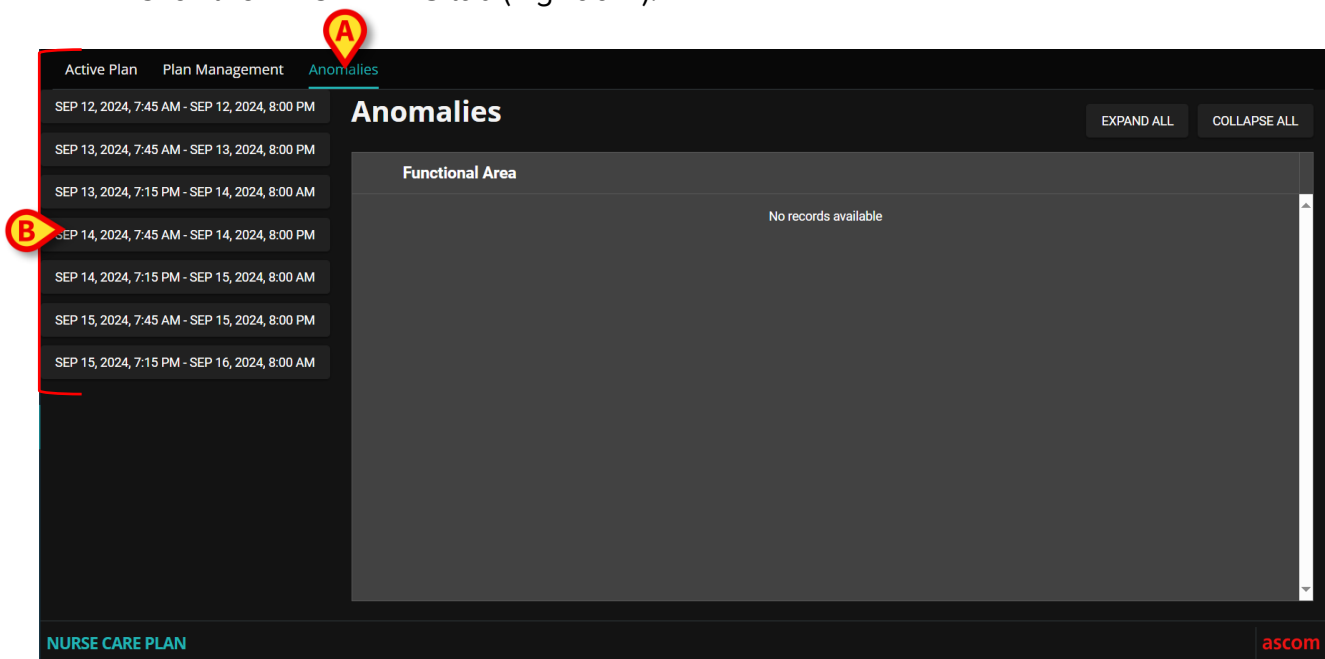 A
Active Plan Plan Management Anomalies
SEP 12, 2024, 7:45 AM - SEP 12, 2024, 8:00 PM
Anomalies
EXPAND ALL COLLAPSE ALL
SEP 13, 2024, 7:45 AM - SEP 13, 2024, 8:00 PM
Functional Area
SEP 13, 2024, 7:15 PM - SEP 14, 2024, 8:00 AM
No records available
B
SEP 14, 2024, 7:45 AM - SEP 14, 2024, 8:00 PM
SEP 14, 2024, 7:15 PM - SEP 15, 2024, 8:00 AM
SEP 15, 2024, 7:45 AM - SEP 15, 2024, 8:00 PM
SEP 15, 2024, 7:15 PM - SEP 16, 2024, 8:00 AM
NURSE CARE PLAN
ascom